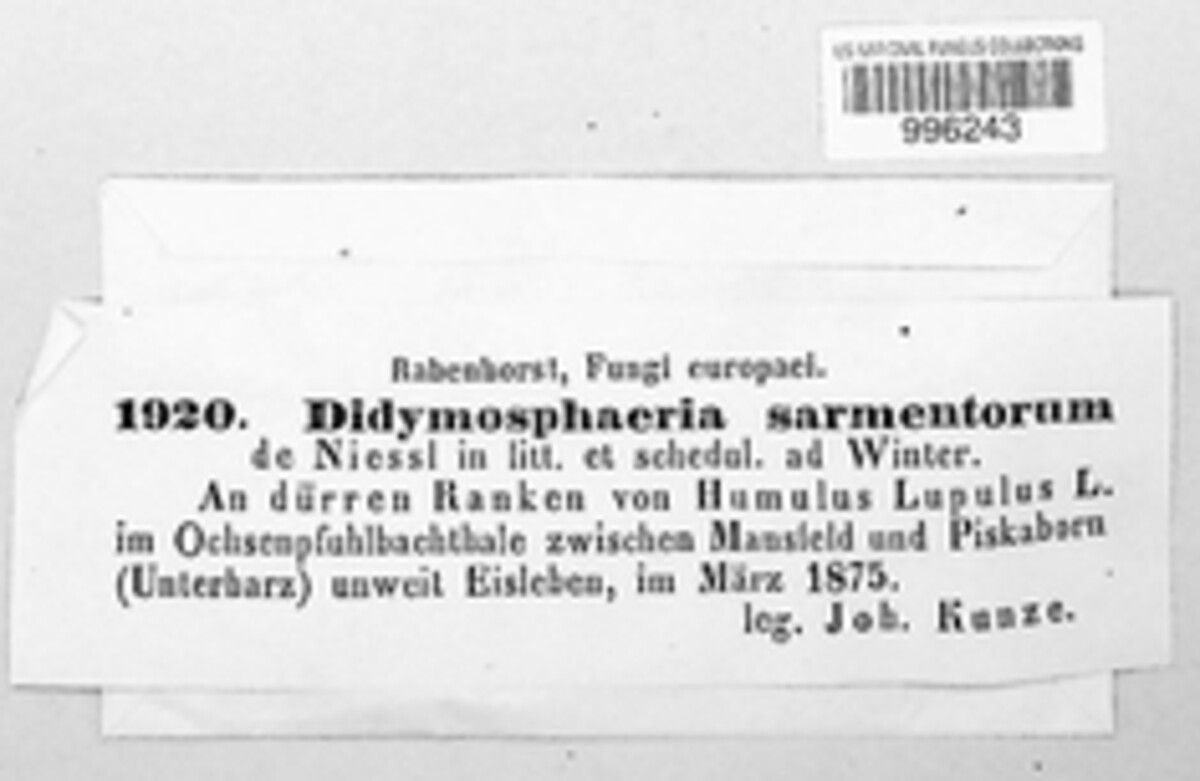 US NATIONAL FUNGUS COLLECTIONS
996243
Rabenhorst, Fungi europaei.
1920. Didymosphaeria sarmentorum
de Niessl in litt. et schedul. ad Winter.
An dürren Ranken von Humulus Lupulus L.
im Ochsenpfuhlbachthale zwischen Mansfeld und Piskaborn
(Unterharz) unweit Eisleben, im März 1875.
leg. Joh. Kunze.